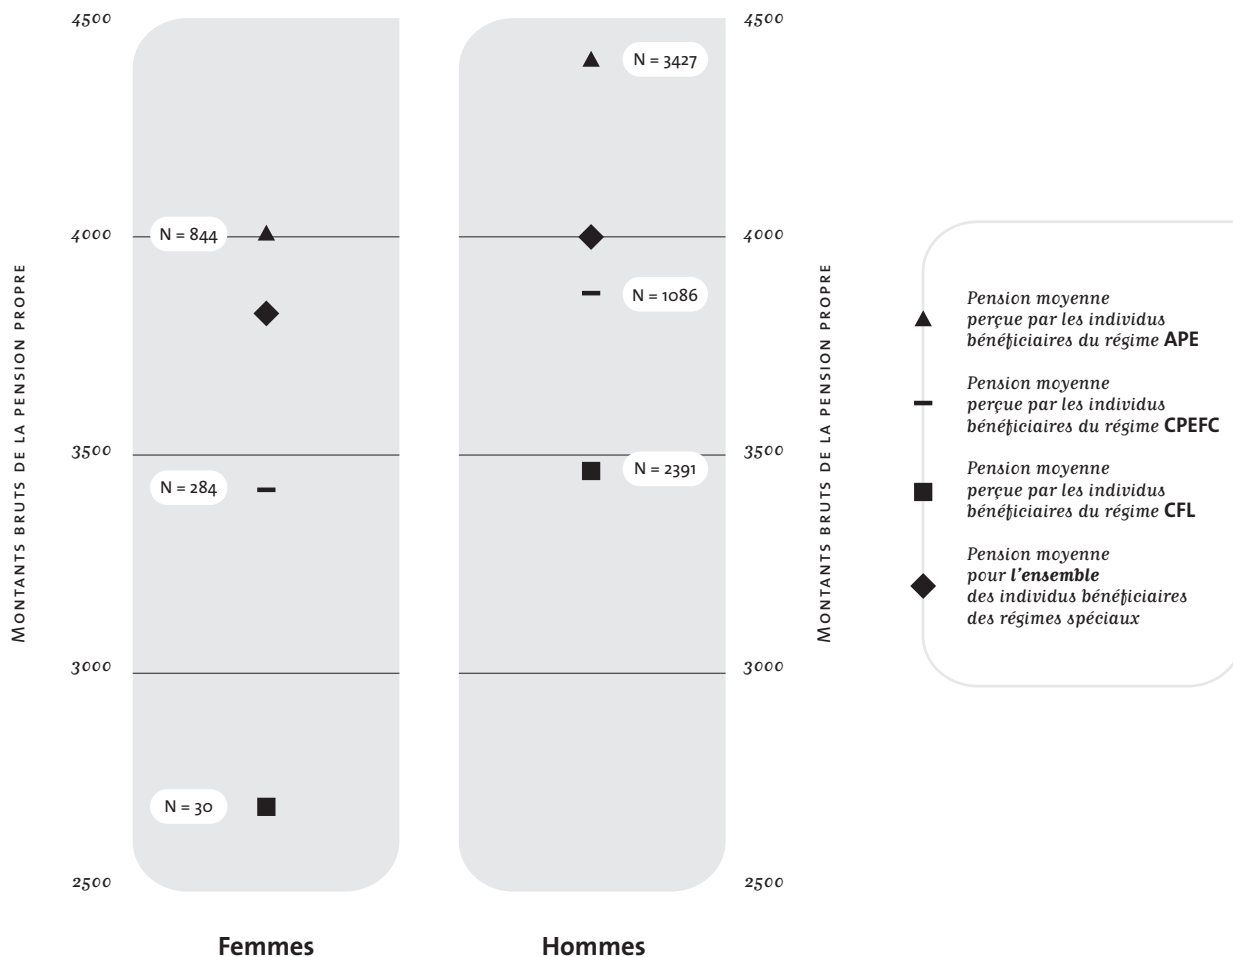 MONTANTS BRUTS DE LA PENSION PROPRE
4500
4000
3500
3000
2500
N = 844
N = 284
N = 30
Femmes
N = 3427
N = 1086
N = 2391
Hommes
4500
4000
3500
3000
2500
MONTANTS BRUTS DE LA PENSION PROPRE
Pension moyenne
perçue par les individus
bénéficiaires du régime APE
Pension moyenne
perçue par les individus
bénéficiaires du régime CPEFC
Pension moyenne
perçue par les individus
bénéficiaires du régime CFL
Pension moyenne
pour l'ensemble
des individus bénéficiaires
des régimes spéciaux